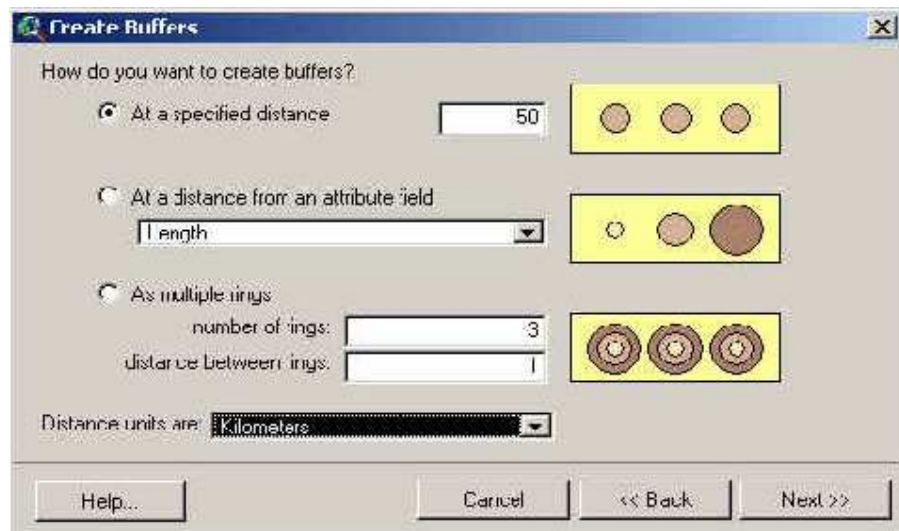 Create Buffers
How do you want to create buffers?
At a specified distance 50
At a distance from an attribute field
Length
As multiple rings
number of rings: 3
distance between rings: 1
Distance units are: Kilometers
Help... Cancel << Back Next >>